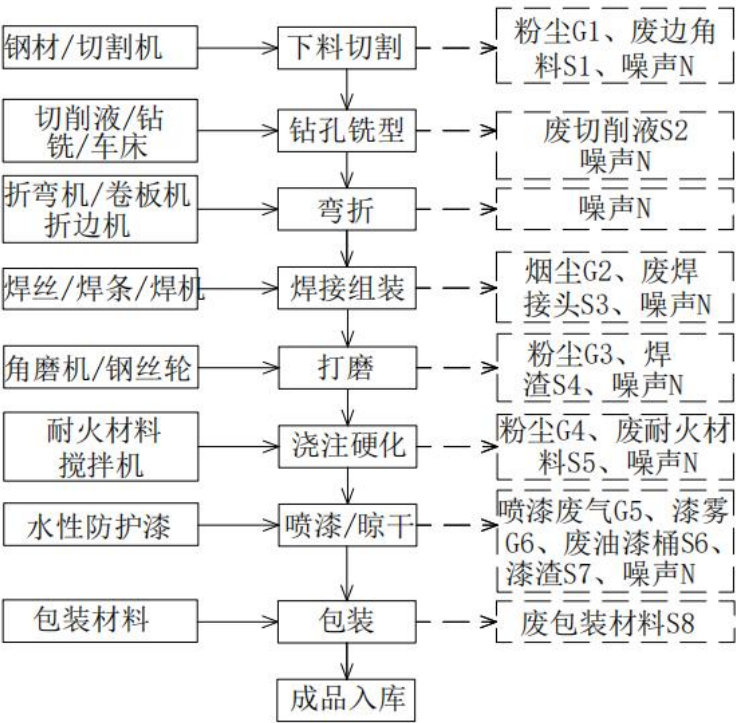 钢材/切割机
下料切割
粉尘G1、废边角
料S1、噪声N
切削液/钻
铣/车床
钻孔铣型
废切削液S2
噪声N
折弯机/卷板机
折边机
弯折
噪声N
焊丝/焊条/焊机
焊接组装
烟尘G2、废焊
接头S3、噪声N
角磨机/钢丝轮
打磨
粉尘G3、焊
渣S4、噪声N
耐火材料
搅拌机
浇注硬化
粉尘G4、废耐火材
料S5、噪声N
水性防护漆
喷漆/晾干
喷漆废气G5、漆雾
G6、废油漆桶S6、
漆渣S7、噪声N
包装材料
包装
废包装材料S8
成品入库